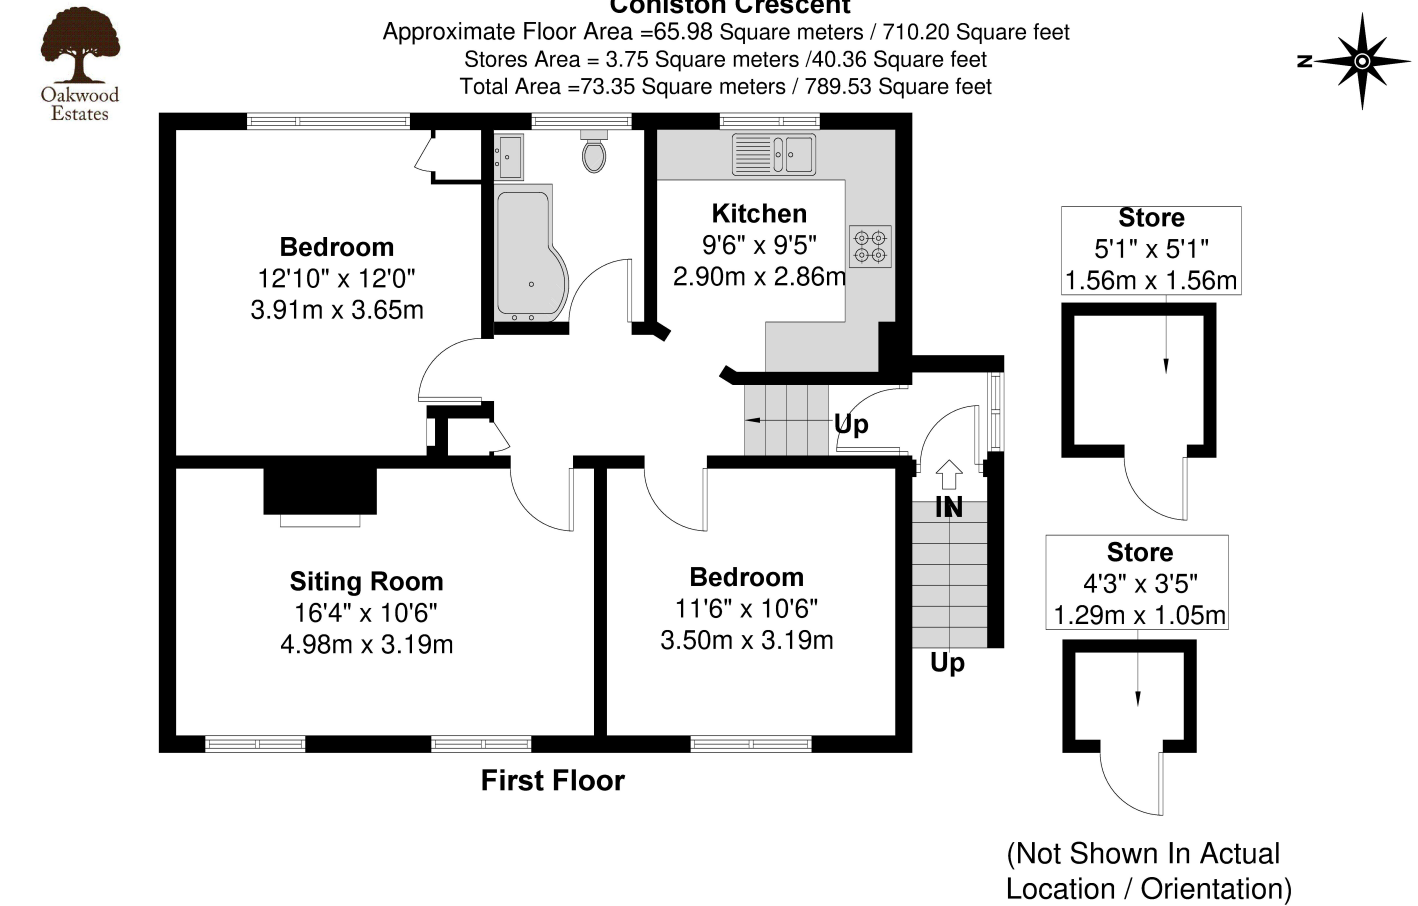 Coniston Crescent
Approximate Floor Area =65.98 Square meters / 710.20 Square feet
Stores Area = 3.75 Square meters /40.36 Square feet
Total Area =73.35 Square meters / 789.53 Square feet
Oakwood
Estates
N
Bedroom
12'10" x 12'0"
3.91m x 3.65m
Kitchen
9'6" x 9'5"
2.90m x 2.86m
Store
5'1" x 5'1"
1.56m x 1.56m
Up
IN
Siting Room
16'4" x 10'6"
4.98m x 3.19m
Bedroom
11'6" x 10'6"
3.50m x 3.19m
Up
Store
4'3" x 3'5"
1.29m x 1.05m
First Floor
(Not Shown In Actual
Location / Orientation)